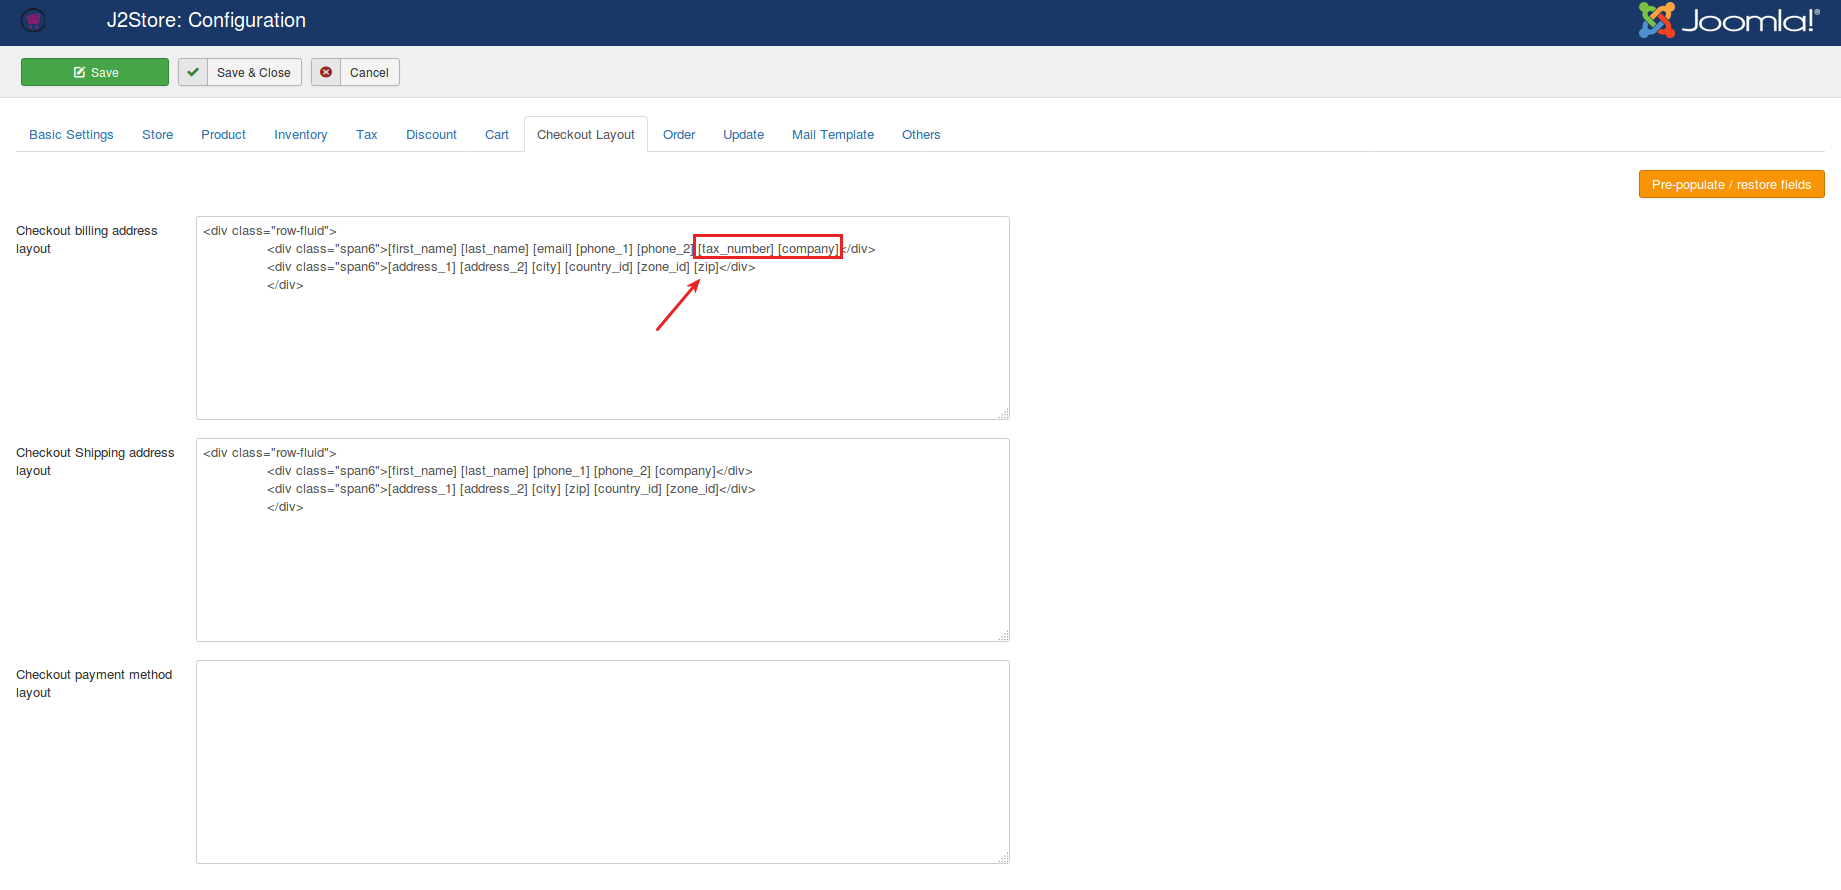 J2Store: Configuration
Joomla!®
Save
Save & Close
Cancel
Basic Settings
Store
Product
Inventory
Tax
Discount
Cart
Checkout Layout
Order
Update
Mail Template
Others
Pre-populate / restore fields
Checkout billing address
layout
<div class="row-fluid">
<div class="span6">[first_name] [last_name] [email] [phone_1] [phone_2] [tax_number] [company]</div>
<div class="span6">[address_1] [address_2] [city] [country_id] [zone_id] [zip]</div>
</div>
Checkout Shipping address
layout
<div class="row-fluid">
<div class="span6">[first_name] [last_name] [phone_1] [phone_2] [company]</div>
<div class="span6">[address_1] [address_2] [city] [zip] [country_id] [zone_id]</div>
</div>
Checkout payment method
layout